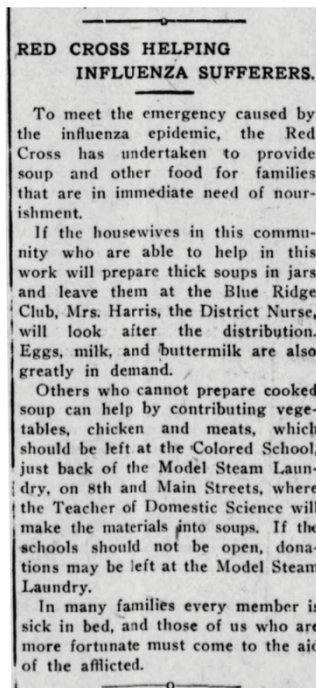 RED CROSS HELPING
INFLUENZA SUFFERERS.
To meet the emergency caused by
the influenza epidemic, the Red
Cross has undertaken to provide
soup and other food for families
that are in immediate need of nour-
ishment.
If the housewives in this commu-
nity who are able to help in this
work will prepare thick soups in jars
and leave them at the Blue Ridge
Club, Mrs. Harris, the District Nurse,
will look after the distribution.
Eggs, milk, and buttermilk are also
greatly in demand.
Others who cannot prepare cooked
soup can help by contributing vege-
tables, chicken and meats, which
should be left at the Colored School,
just back of the Model Steam Laun-
dry, on 8th and Main Streets, where
the Teacher of Domestic Science will
make the materials into soups. If the
schools should not be open, dona-
tions may be left at the Model Steam
Laundry.
In many families every member is
sick in bed, and those of us who are
more fortunate must come to the aid
of the afflicted.